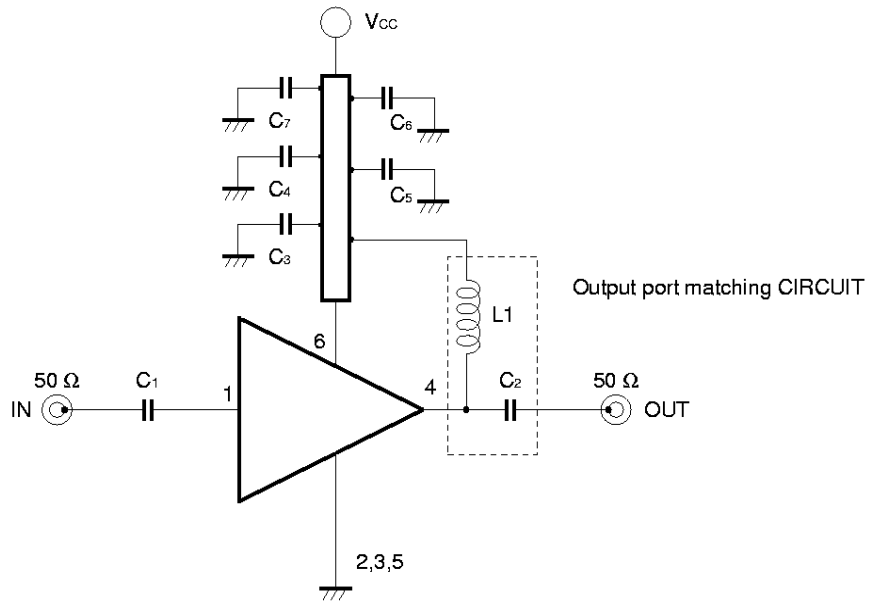 VCC
C7
C6
C4
C5
C3
Output port matching CIRCUIT
L1
6
50 Ω
C1
1
4
C2
50 Ω
IN
OUT
2,3,5